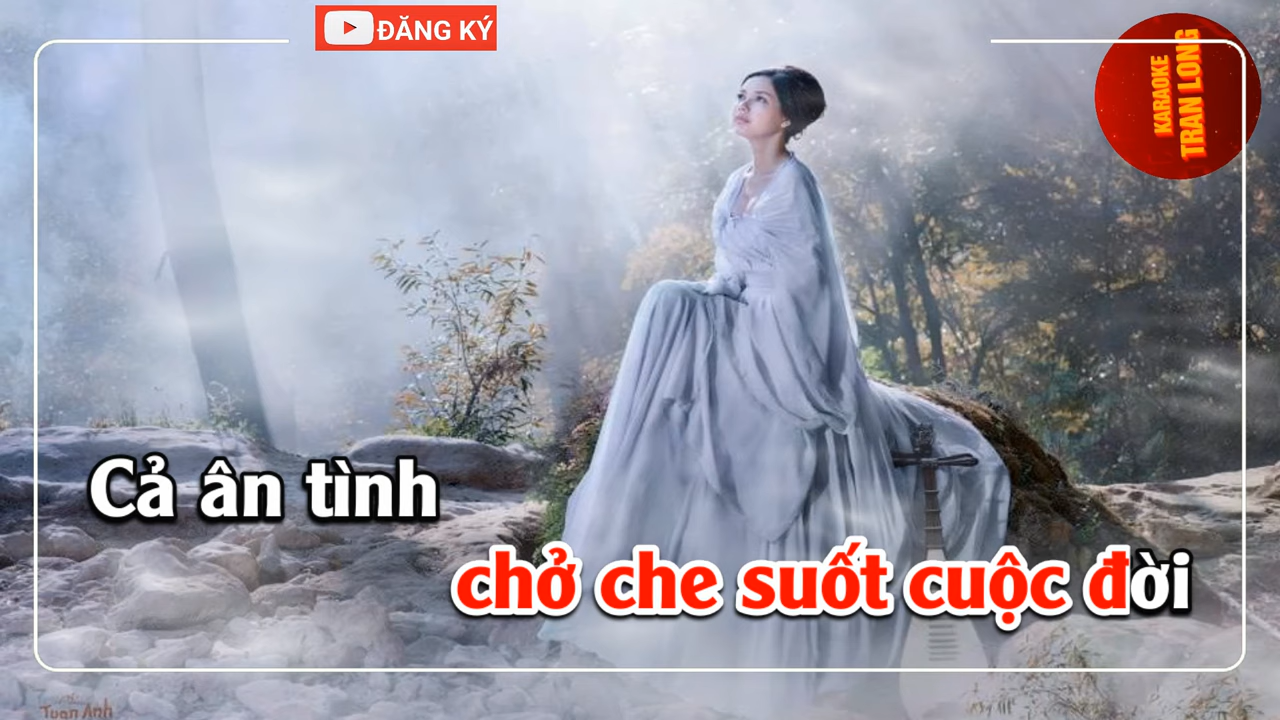 ĐĂNG KÝ
KARAOKE
TRAN LONG
Cả ân tình
chở che suốt cuộc đời
Tuan Anh